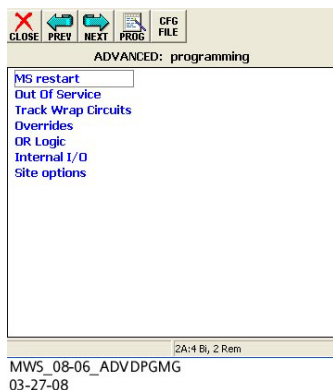 CLOSE PREV NEXT PROG CFG FILE
ADVANCED: programming
MS restart
Out Of Service
Track Wrap Circuits
Overrides
OR Logic
Internal I/O
Site options
2A:4 Bi, 2 Rem
MWS_08-06_ADVDPGMG
03-27-08